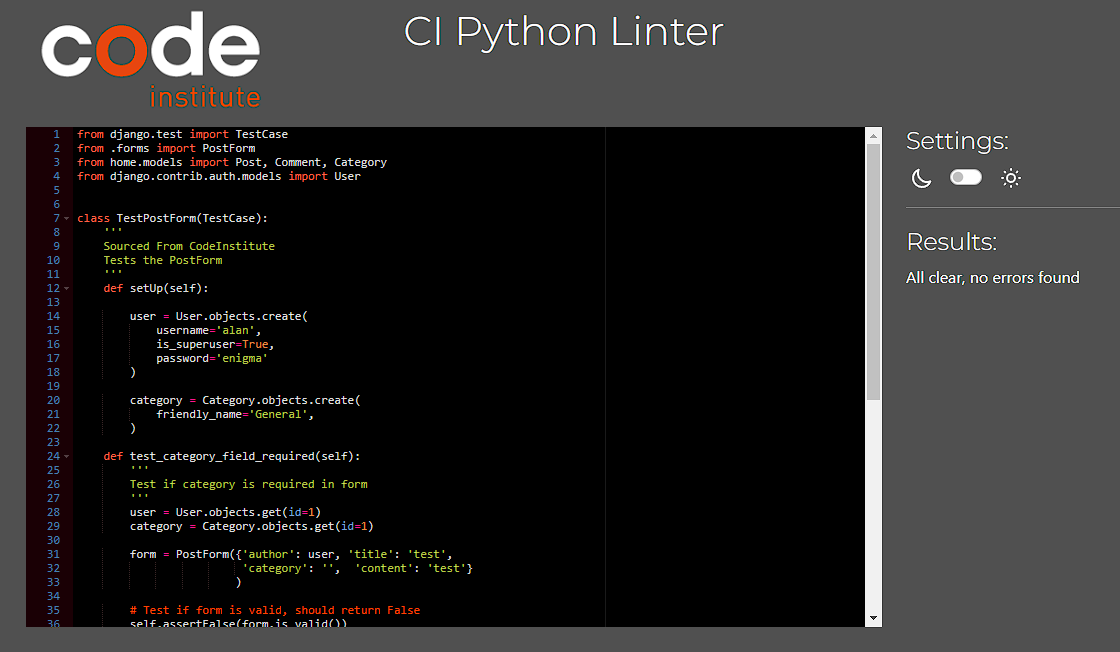 code
institute
CI Python Linter
1 from django.test import TestCase
2 from .forms import PostForm
3 from home.models import Post, Comment, Category
4 from django.contrib.auth.models import User
5
6
7 class TestPostForm(TestCase):
8     '''
9     Sourced From CodeInstitute
10     Tests the PostForm
11     '''
12     def setUp(self):
13
14         user = User.objects.create(
15             username='alan',
16             is_superuser=True,
17             password='enigma'
18         )
19
20         category = Category.objects.create(
21             friendly_name='General',
22         )
23
24     def test_category_field_required(self):
25         '''
26         Test if category is required in form
27         '''
28         user = User.objects.get(id=1)
29         category = Category.objects.get(id=1)
30
31         form = PostForm({'author': user, 'title': 'test',
32                          'category': '',  'content': 'test'}
33                         )
34
35         # Test if form is valid, should return False
36         self.assertFalse(form.is_valid())
Settings:
Results:
All clear, no errors found